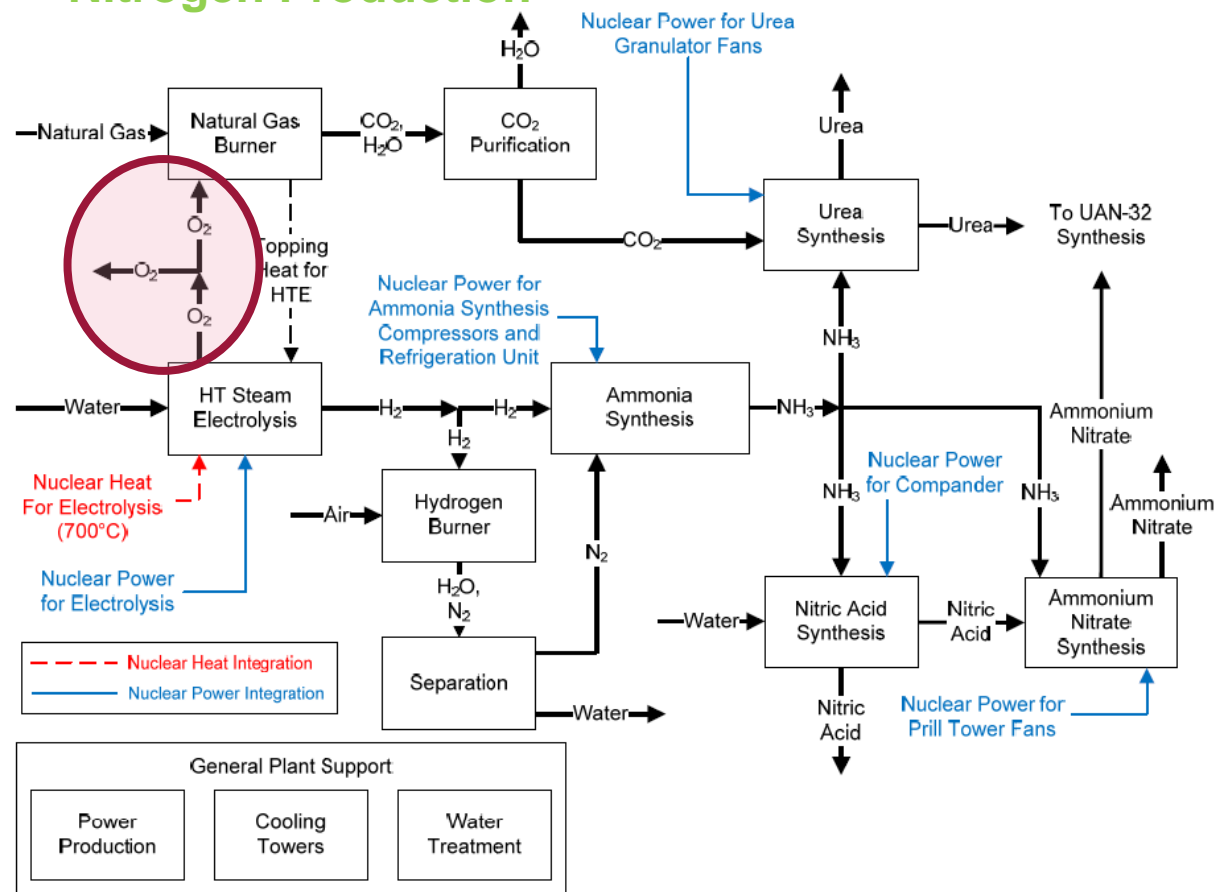 Nitrogen Production
Nuclear Power for Urea
Granulator Fans
H₂O
Natural Gas
Natural Gas
Burner
CO₂,
H₂O
CO₂
Purification
Urea
Urea
Synthesis
Urea
To UAN-32
Synthesis
O₂
O₂
O₂
Topping
Heat for
HTE
CO₂
Nuclear Power for
Ammonia Synthesis
Compressors and
Refrigeration Unit
NH₃
Water
HT Steam
Electrolysis
H₂
H₂
H₂
Ammonia
Synthesis
NH₃
Ammonium
Nitrate
Nuclear Heat
For Electrolysis
(700°C)
Air
Hydrogen
Burner
N₂
NH₃
Nuclear Power
for Compander
NH₃
Ammonium
Nitrate
Nuclear Power
for Electrolysis
H₂O,
N₂
Water
Nitric Acid
Synthesis
Nitric
Acid
Ammonium
Nitrate
Synthesis
Nuclear Heat Integration
Nuclear Power Integration
Separation
Water
Nitric
Acid
Nuclear Power for
Prill Tower Fans
General Plant Support
Power
Production
Cooling
Towers
Water
Treatment